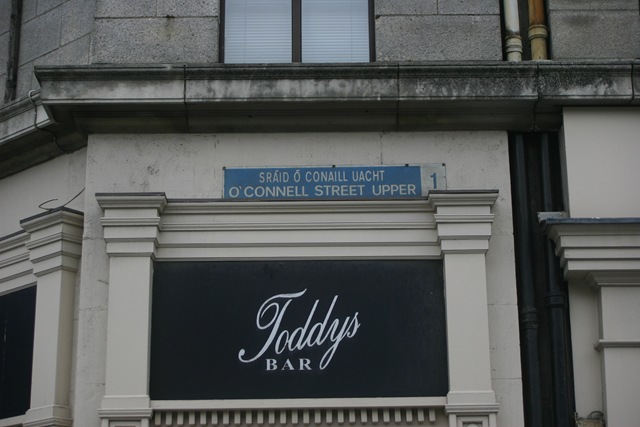 SRÁID Ó CONAILL UACHT
O'CONNELL STREET UPPER
1
Toddys
BAR